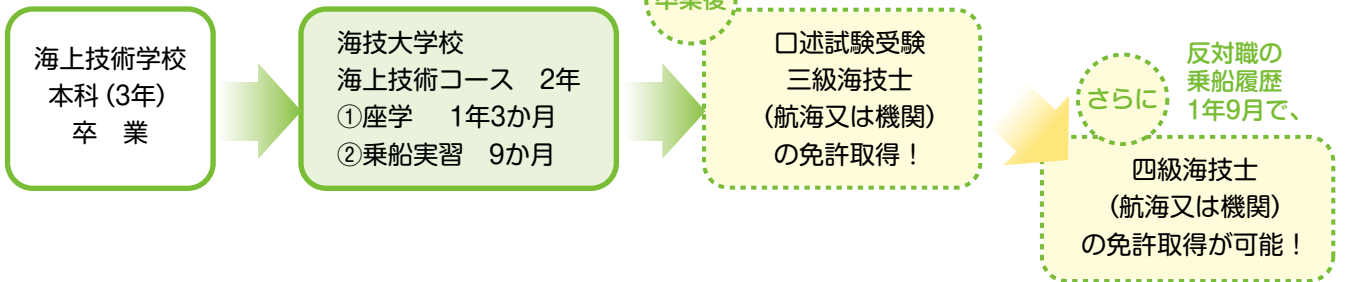 海上技術学校
本科（3年）
卒　業
海技大学校
海上技術コース　2年
①座学　　1年3か月
②乗船実習　9か月
卒業後
口述試験受験
三級海技士
（航海又は機関）
の免許取得！
さらに
反対職の
乗船履歴
1年9月で、
四級海技士
（航海又は機関）
の免許取得が可能！